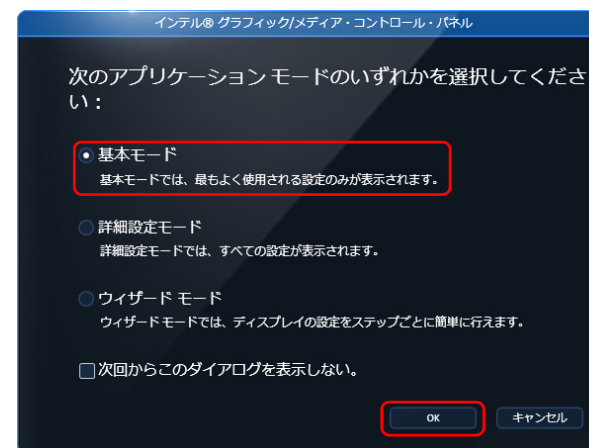 インテル® グラフィック/メディア・コントロール・パネル
次のアプリケーション モードのいずれかを選択してくださ
い：
基本モード
基本モードでは、最もよく使用される設定のみが表示されます。
詳細設定モード
詳細設定モードでは、すべての設定が表示されます。
ウィザード モード
ウィザード モードでは、ディスプレイの設定をステップごとに簡単に行えます。
次回からこのダイアログを表示しない。
OK キャンセル